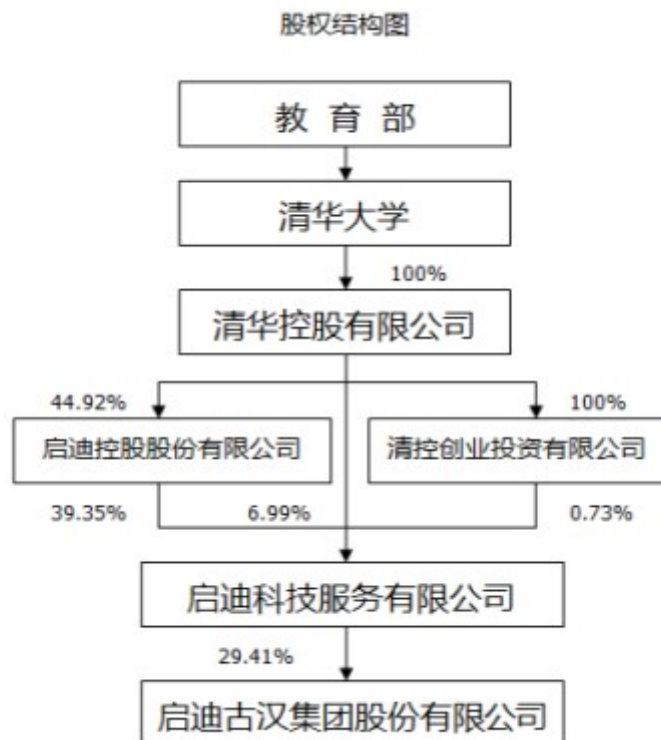 股权结构图
教 育 部
清华大学
100%
清华控股有限公司
44.92%
100%
启迪控股股份有限公司
清控创业投资有限公司
39.35%
6.99%
0.73%
启迪科技服务有限公司
29.41%
启迪古汉集团股份有限公司